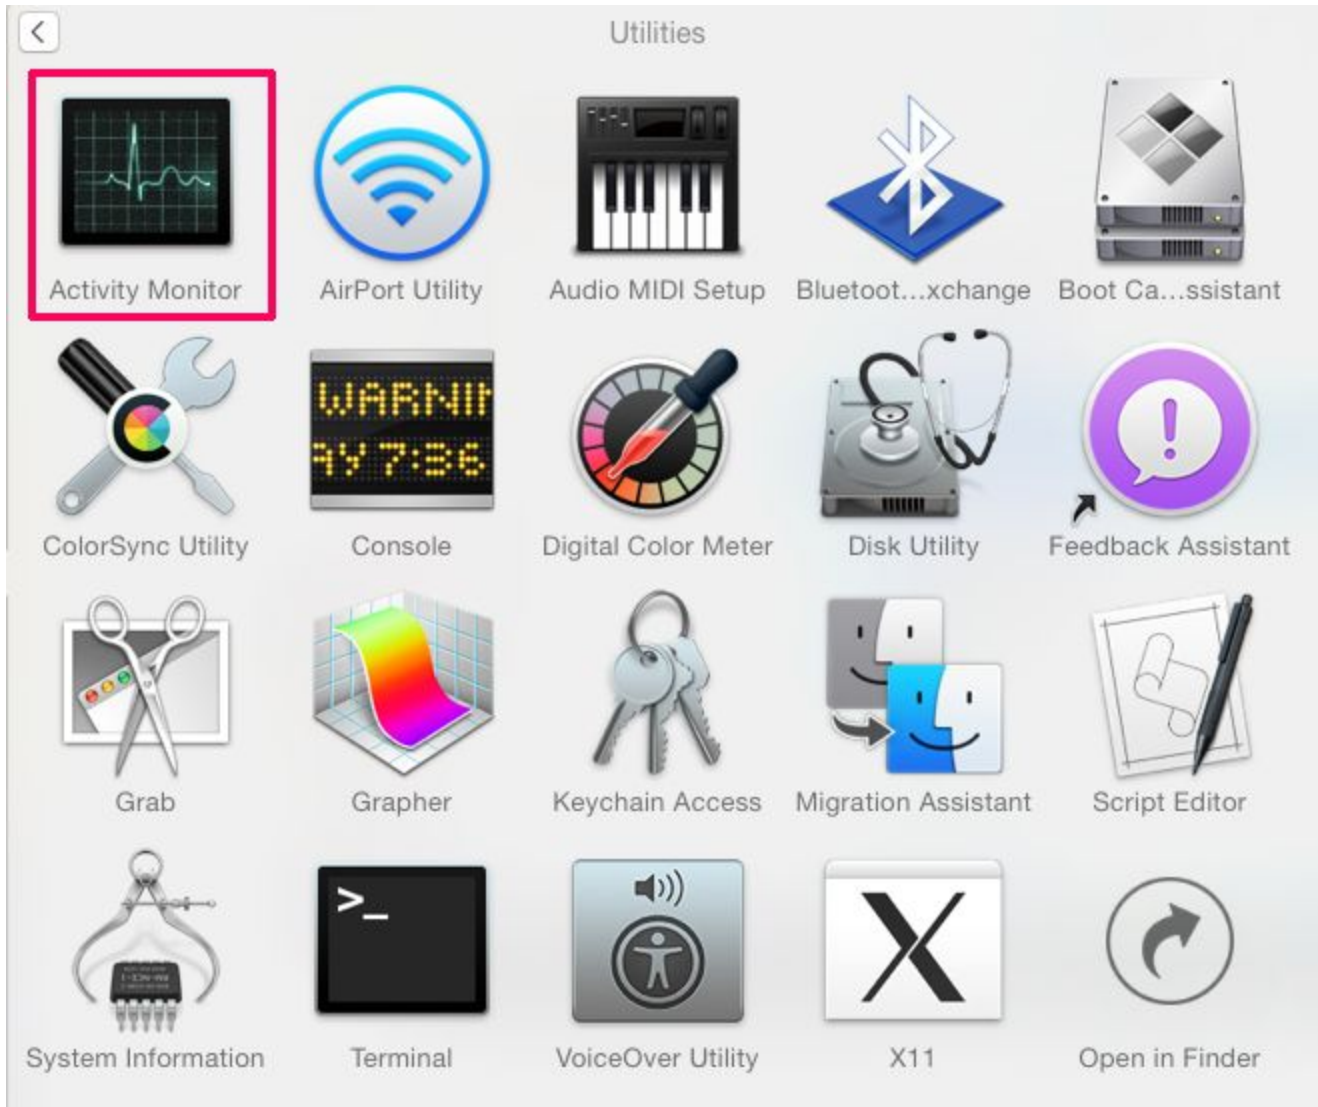 Utilities
Activity Monitor
AirPort Utility
Audio MIDI Setup
Bluetoot...xchange
Boot Ca...ssistant
WARNIN
AY 7:36
ColorSync Utility
Console
Digital Color Meter
Disk Utility
Feedback Assistant
Grab
Grapher
Keychain Access
Migration Assistant
Script Editor
>_
X
System Information
Terminal
VoiceOver Utility
X11
Open in Finder